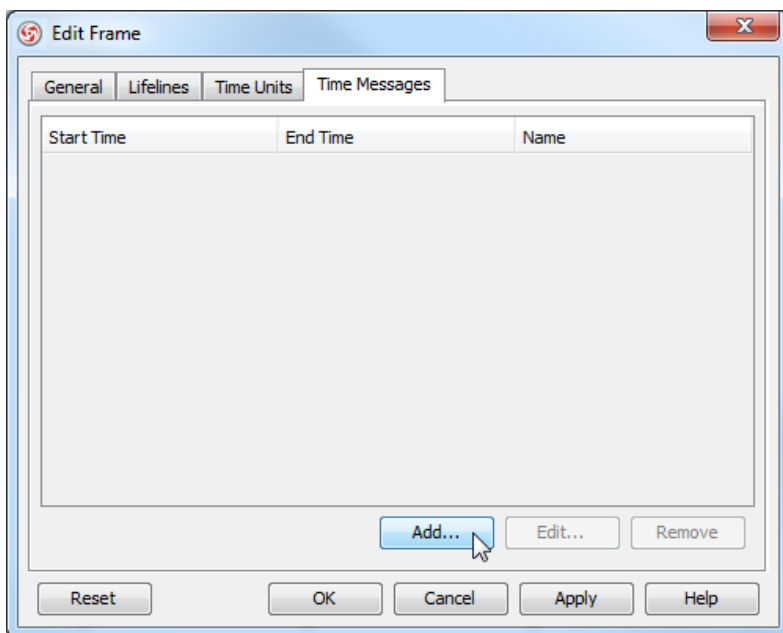 Edit Frame
General Lifelines Time Units Time Messages
Start Time End Time Name
Add... Edit... Remove
Reset OK Cancel Apply Help